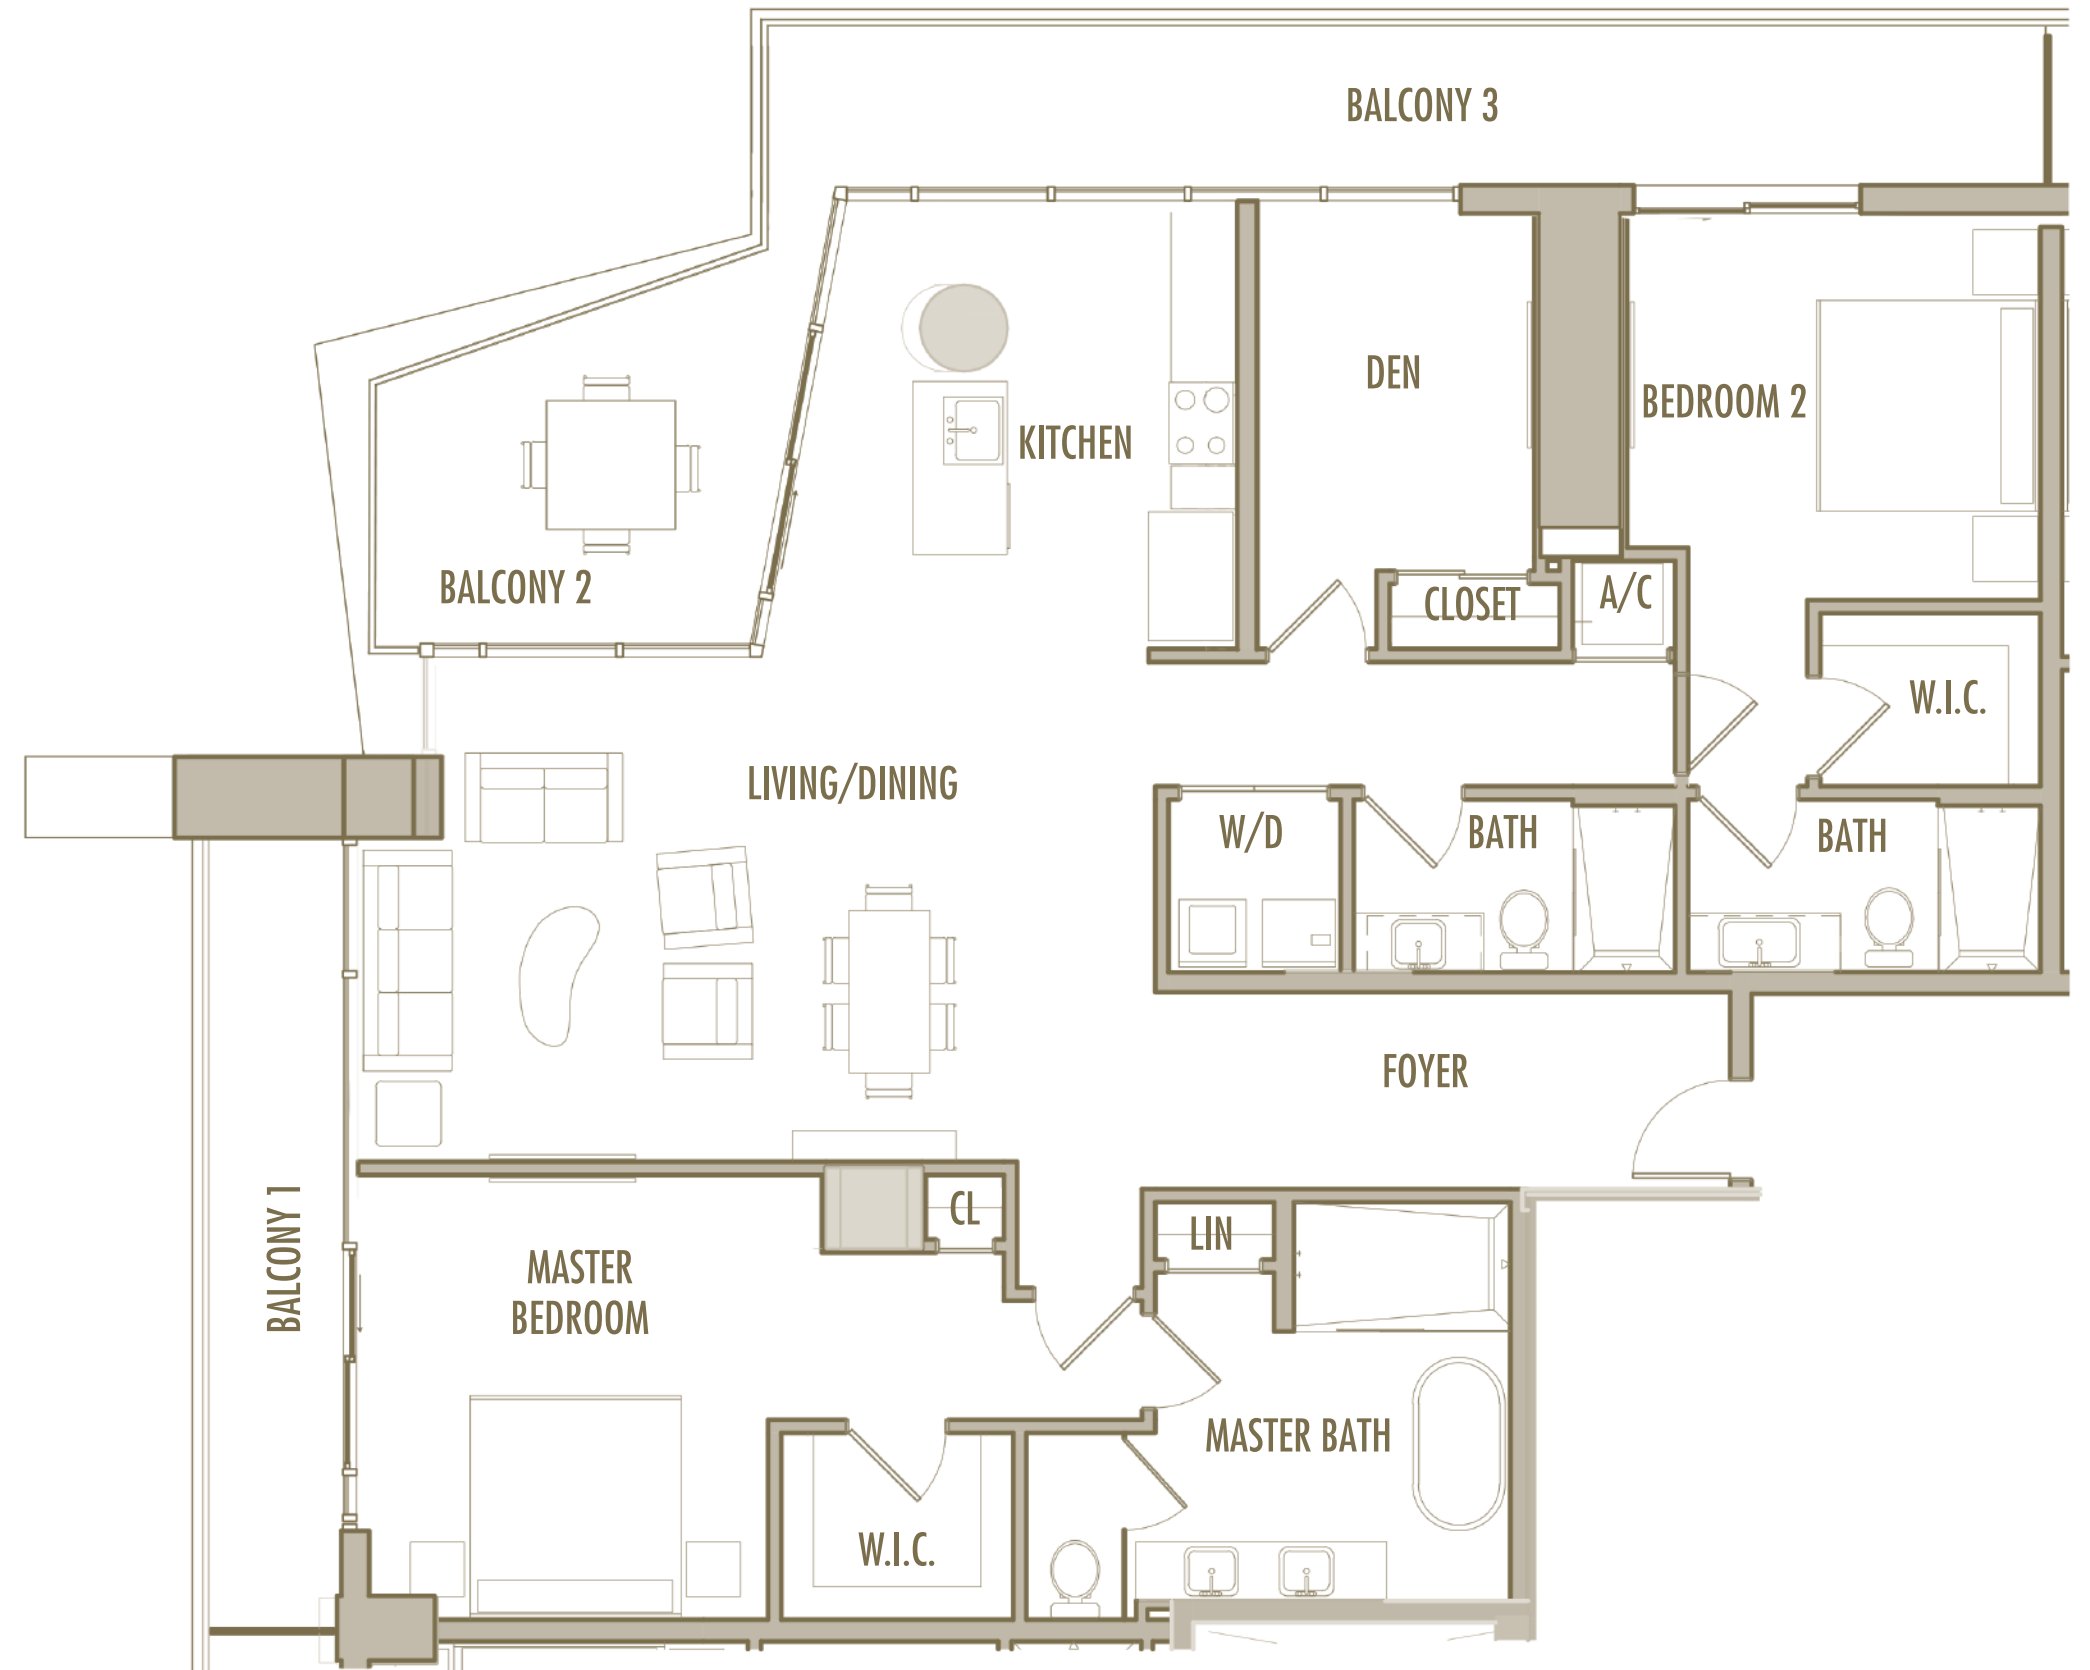 BALCONY 3
DEN
BEDROOM 2
KITCHEN
BALCONY 2
CLOSET
A/C
W.I.C.
LIVING/DINING
W/D
BATH
BATH
FOYER
BALCONY 1
CL
LIN
MASTER
BEDROOM
MASTER BATH
W.I.C.